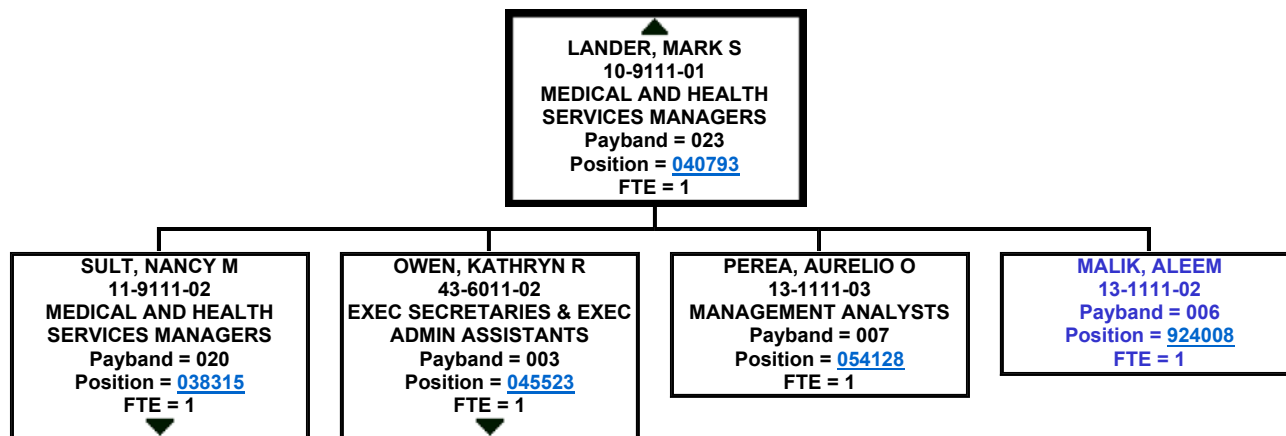 LANDER, MARK S
10-9111-01
MEDICAL AND HEALTH
SERVICES MANAGERS
Payband = 023
Position = 040793
FTE = 1
SULT, NANCY M
11-9111-02
MEDICAL AND HEALTH
SERVICES MANAGERS
Payband = 020
Position = 038315
FTE = 1
OWEN, KATHRYN R
43-6011-02
EXEC SECRETARIES & EXEC
ADMIN ASSISTANTS
Payband = 003
Position = 045523
FTE = 1
PEREA, AURELIO O
13-1111-03
MANAGEMENT ANALYSTS
Payband = 007
Position = 054128
FTE = 1
MALIK, ALEEM
13-1111-02
Payband = 006
Position = 924008
FTE = 1